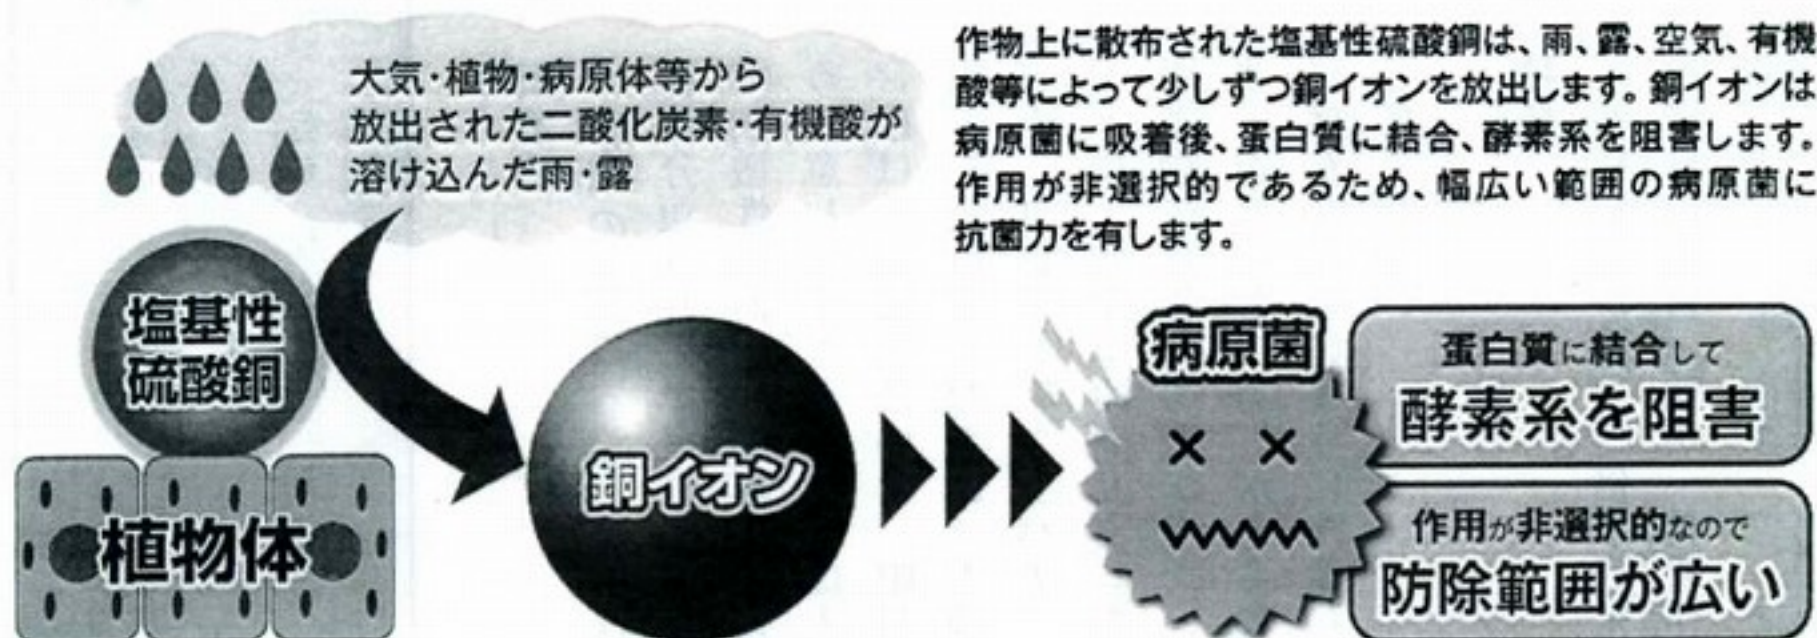 大気・植物・病原体等から
放出された二酸化炭素・有機酸が
溶け込んだ雨・露
作物上に散布された塩基性硫酸銅は、雨、露、空気、有機
酸等によって少しずつ銅イオンを放出します。銅イオンは
病原菌に吸着後、蛋白質に結合、酵素系を阻害します。
作用が非選択的であるため、幅広い範囲の病原菌に
抗菌力を有します。
塩基性
硫酸銅
植物体
銅イオン
病原菌
蛋白質に結合して
酵素系を阻害
作用が非選択的なので
防除範囲が広い